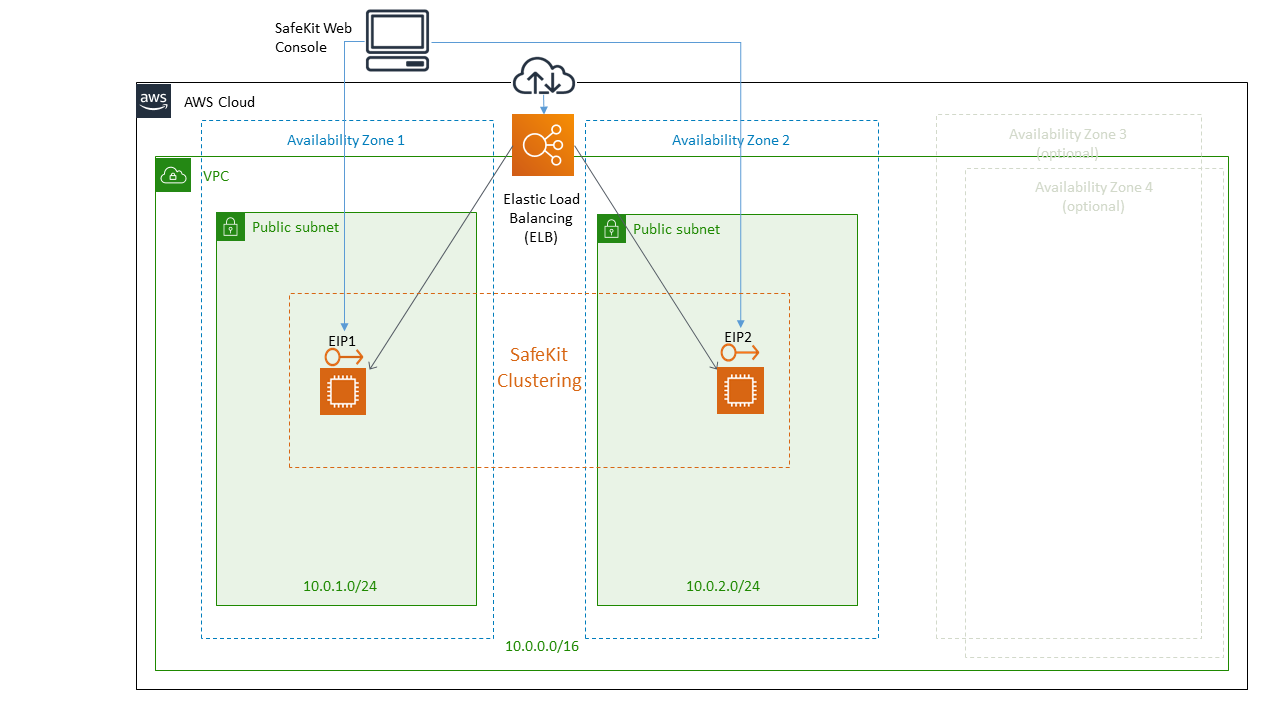 SafeKit Web
Console
aws
AWS Cloud
Availability Zone 1
Availability Zone 2
Availability Zone 3
(optional)
VPC
Availability Zone 4
(optional)
Elastic Load
Balancing
(ELB)
Public subnet
Public subnet
EIP1
EIP2
SafeKit
Clustering
10.0.1.0/24
10.0.2.0/24
10.0.0.0/16